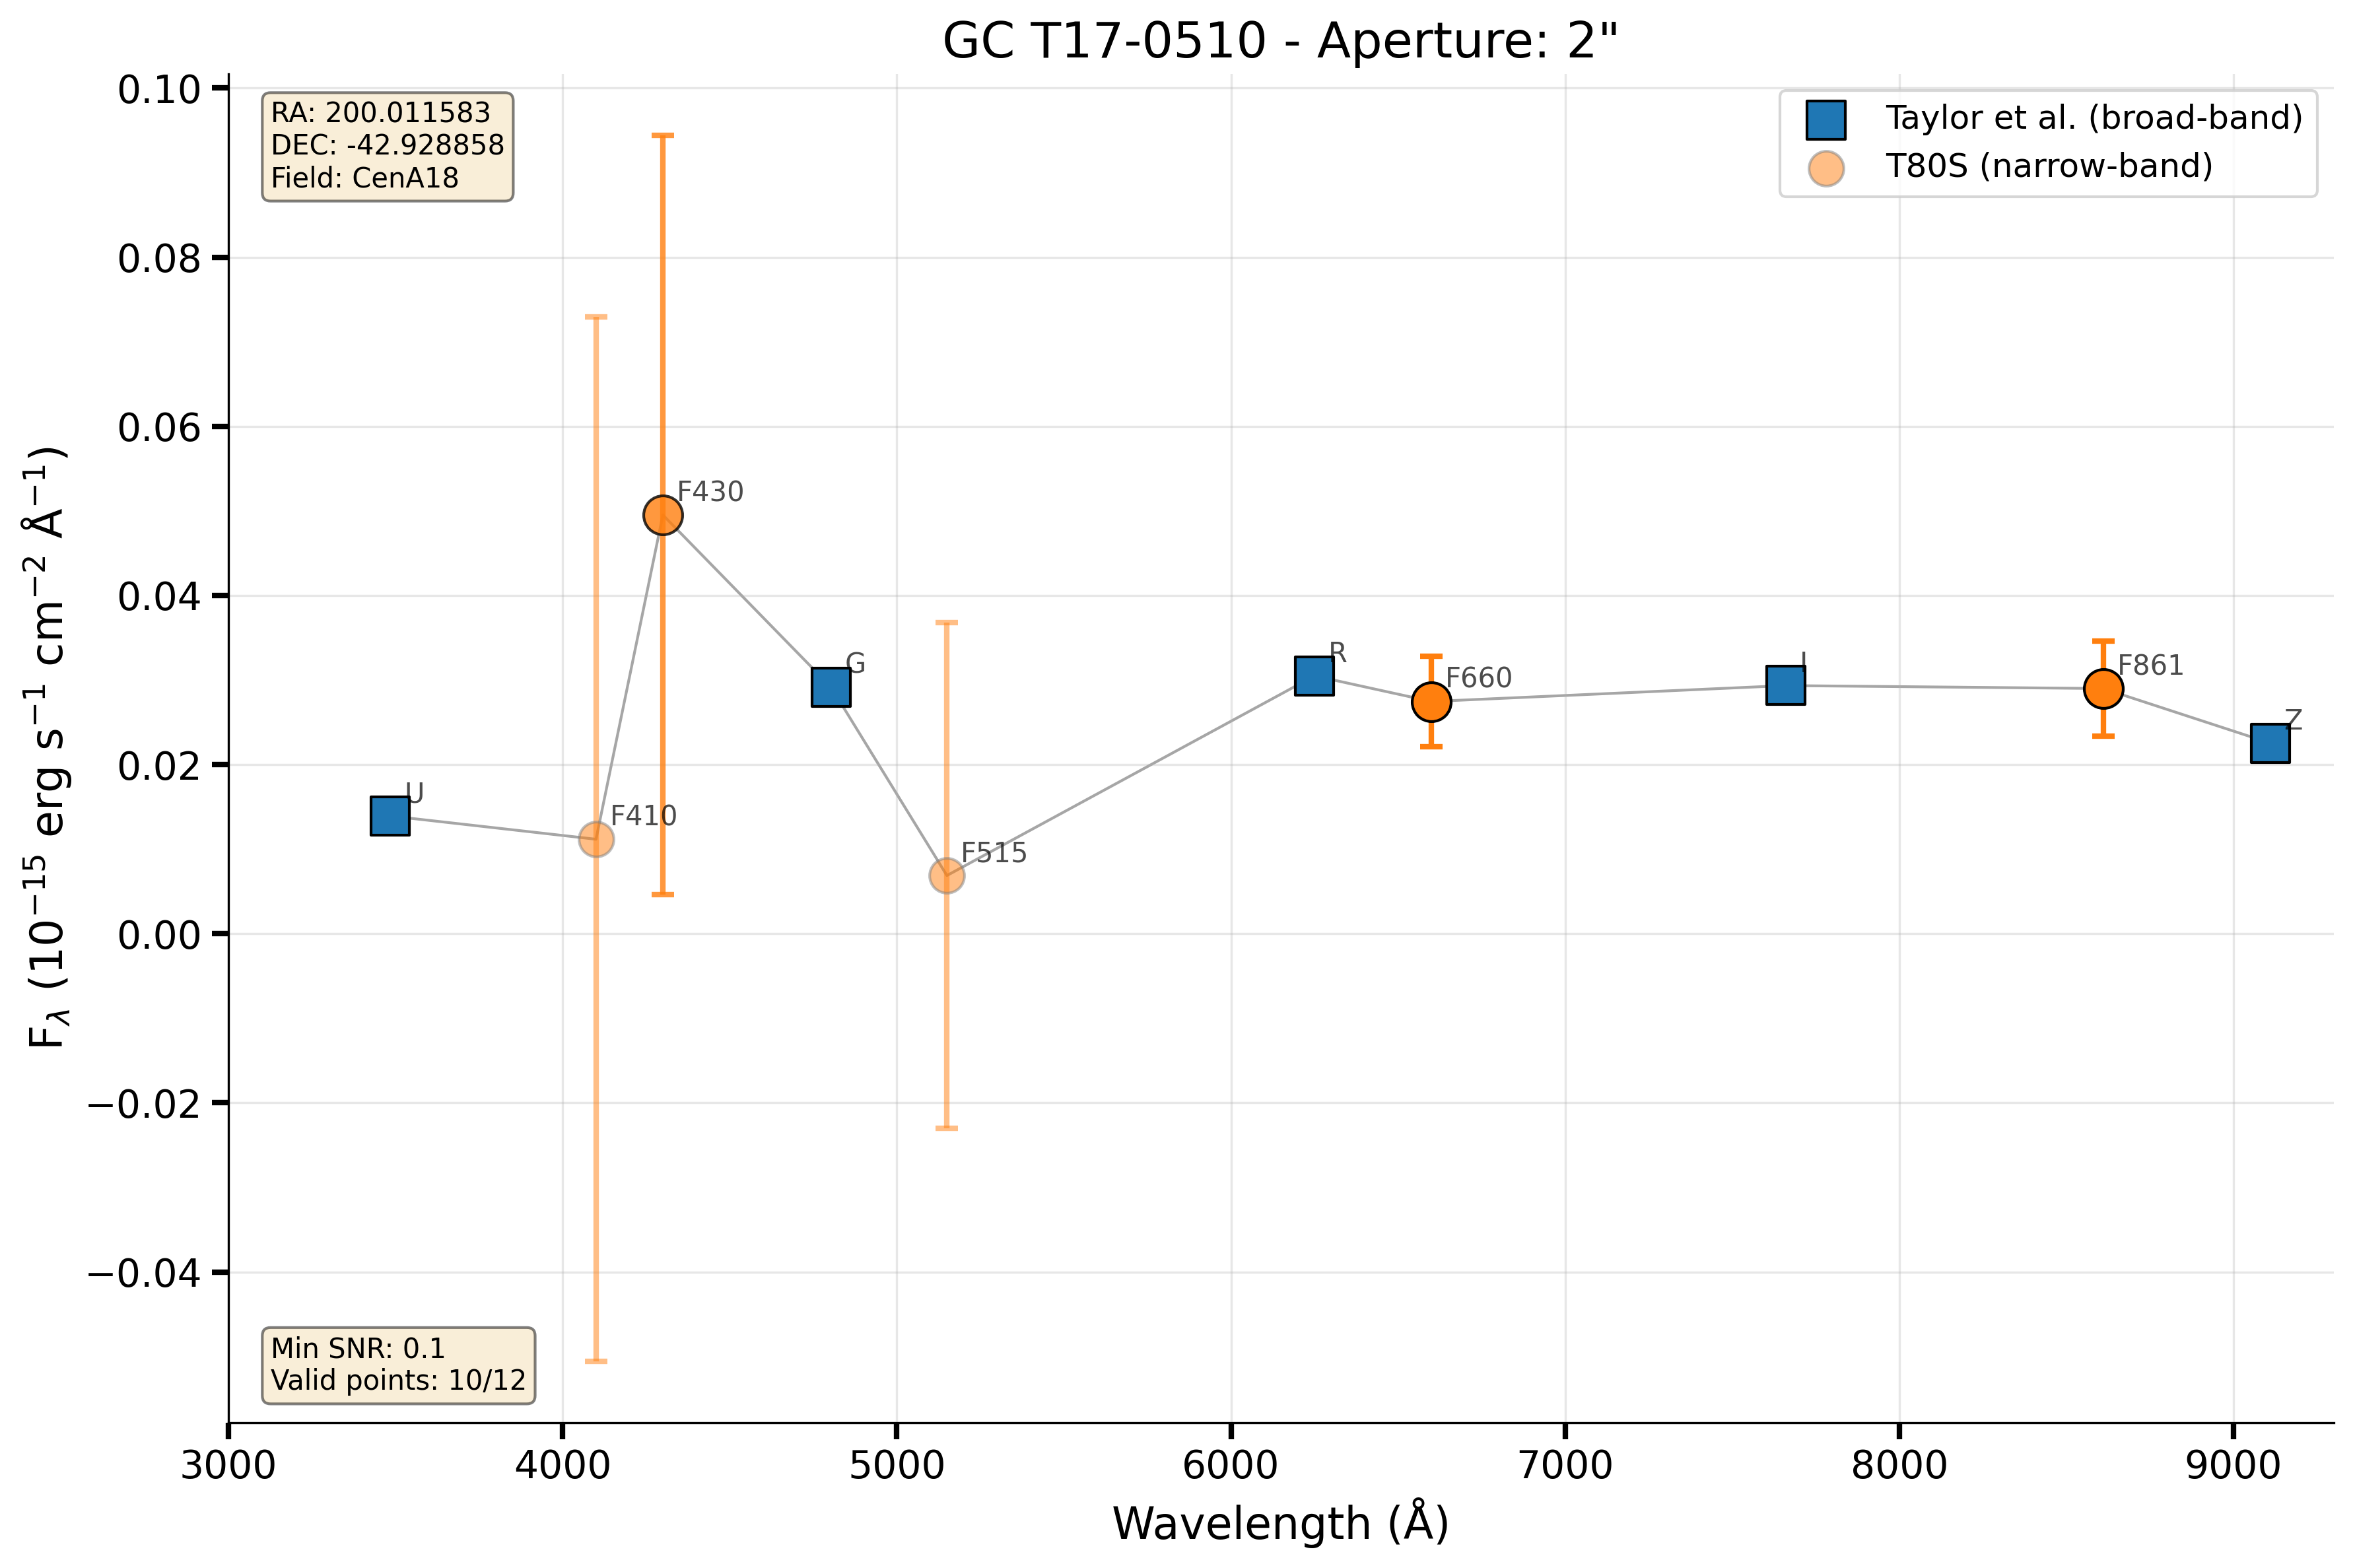 GC T17-0510 - Aperture: 2"
RA: 200.011583
DEC: -42.928858
Field: CenA18
Taylor et al. (broad-band)
T80S (narrow-band)
F_λ (10⁻¹⁵ erg s⁻¹ cm⁻² Å⁻¹)
0.10
0.08
0.06
0.04
0.02
0.00
−0.02
−0.04
U
F410
F430
G
F515
R
F660
I
F861
Z
Min SNR: 0.1
Valid points: 10/12
3000 4000 5000 6000 7000 8000 9000
Wavelength (Å)